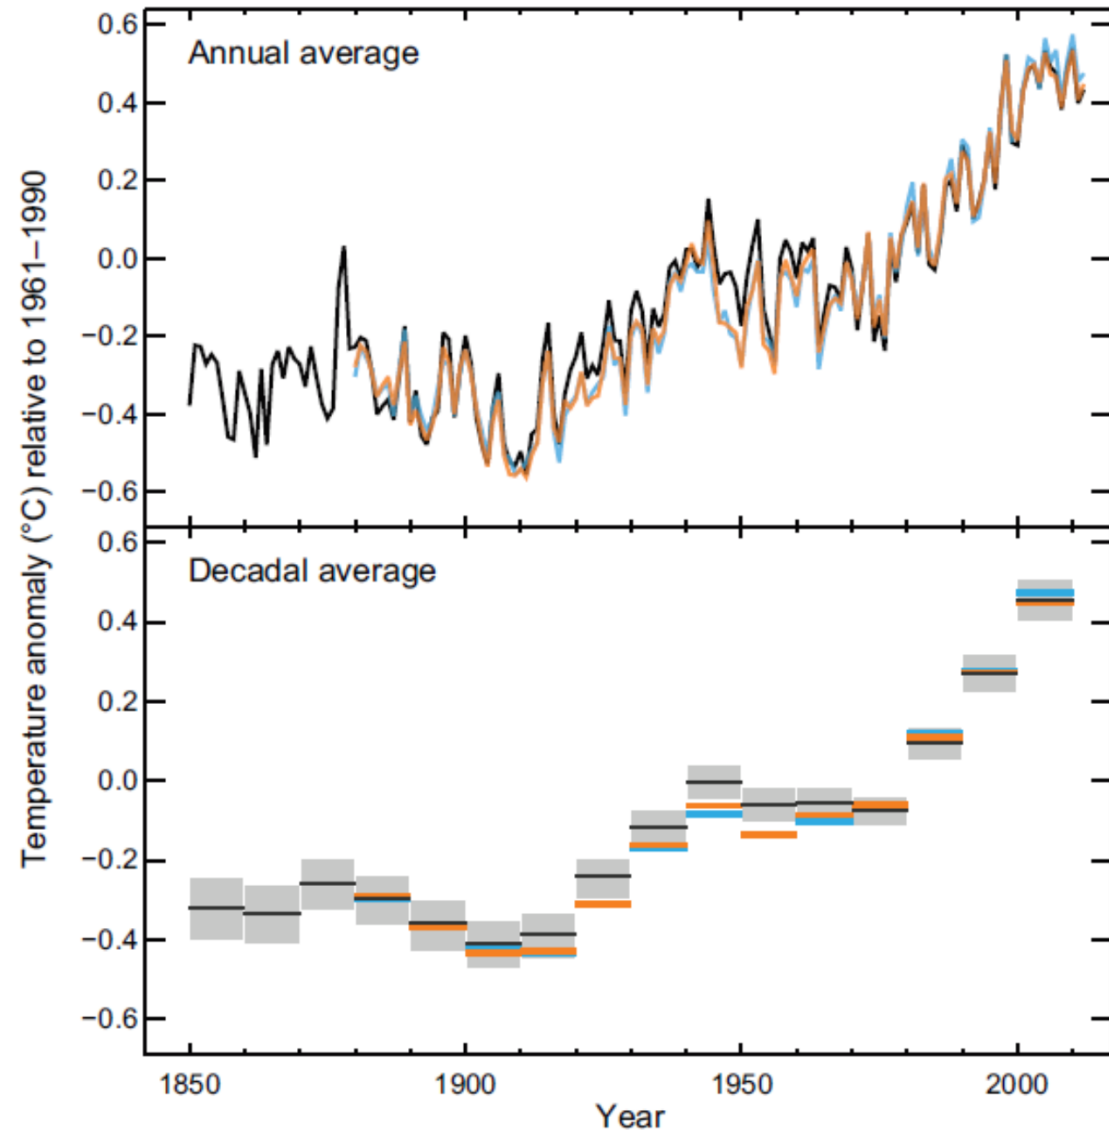 Temperature anomaly (°C) relative to 1961–1990
Annual average
0.6
0.4
0.2
0.0
−0.2
−0.4
−0.6
Decadal average
0.6
0.4
0.2
0.0
−0.2
−0.4
−0.6
1850 1900 1950 2000
Year